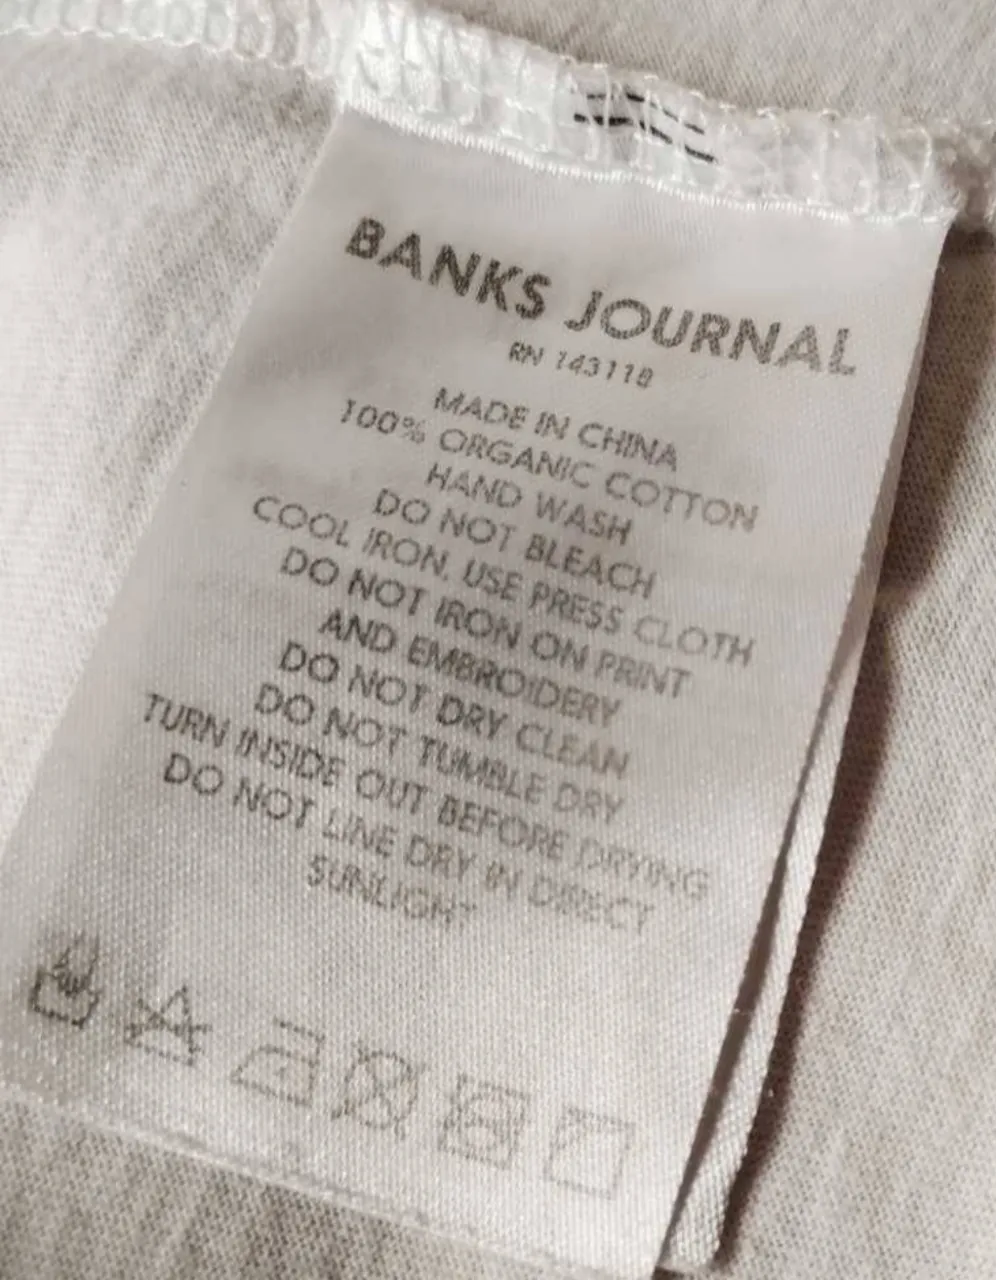 BANKS JOURNAL
RN 143118
MADE IN CHINA
100% ORGANIC COTTON
HAND WASH
DO NOT BLEACH
COOL IRON, USE PRESS CLOTH
DO NOT IRON ON PRINT
AND EMBROIDERY
DO NOT DRY CLEAN
DO NOT TUMBLE DRY
TURN INSIDE OUT BEFORE DRYING
DO NOT LINE DRY IN DIRECT
SUNLIGHT